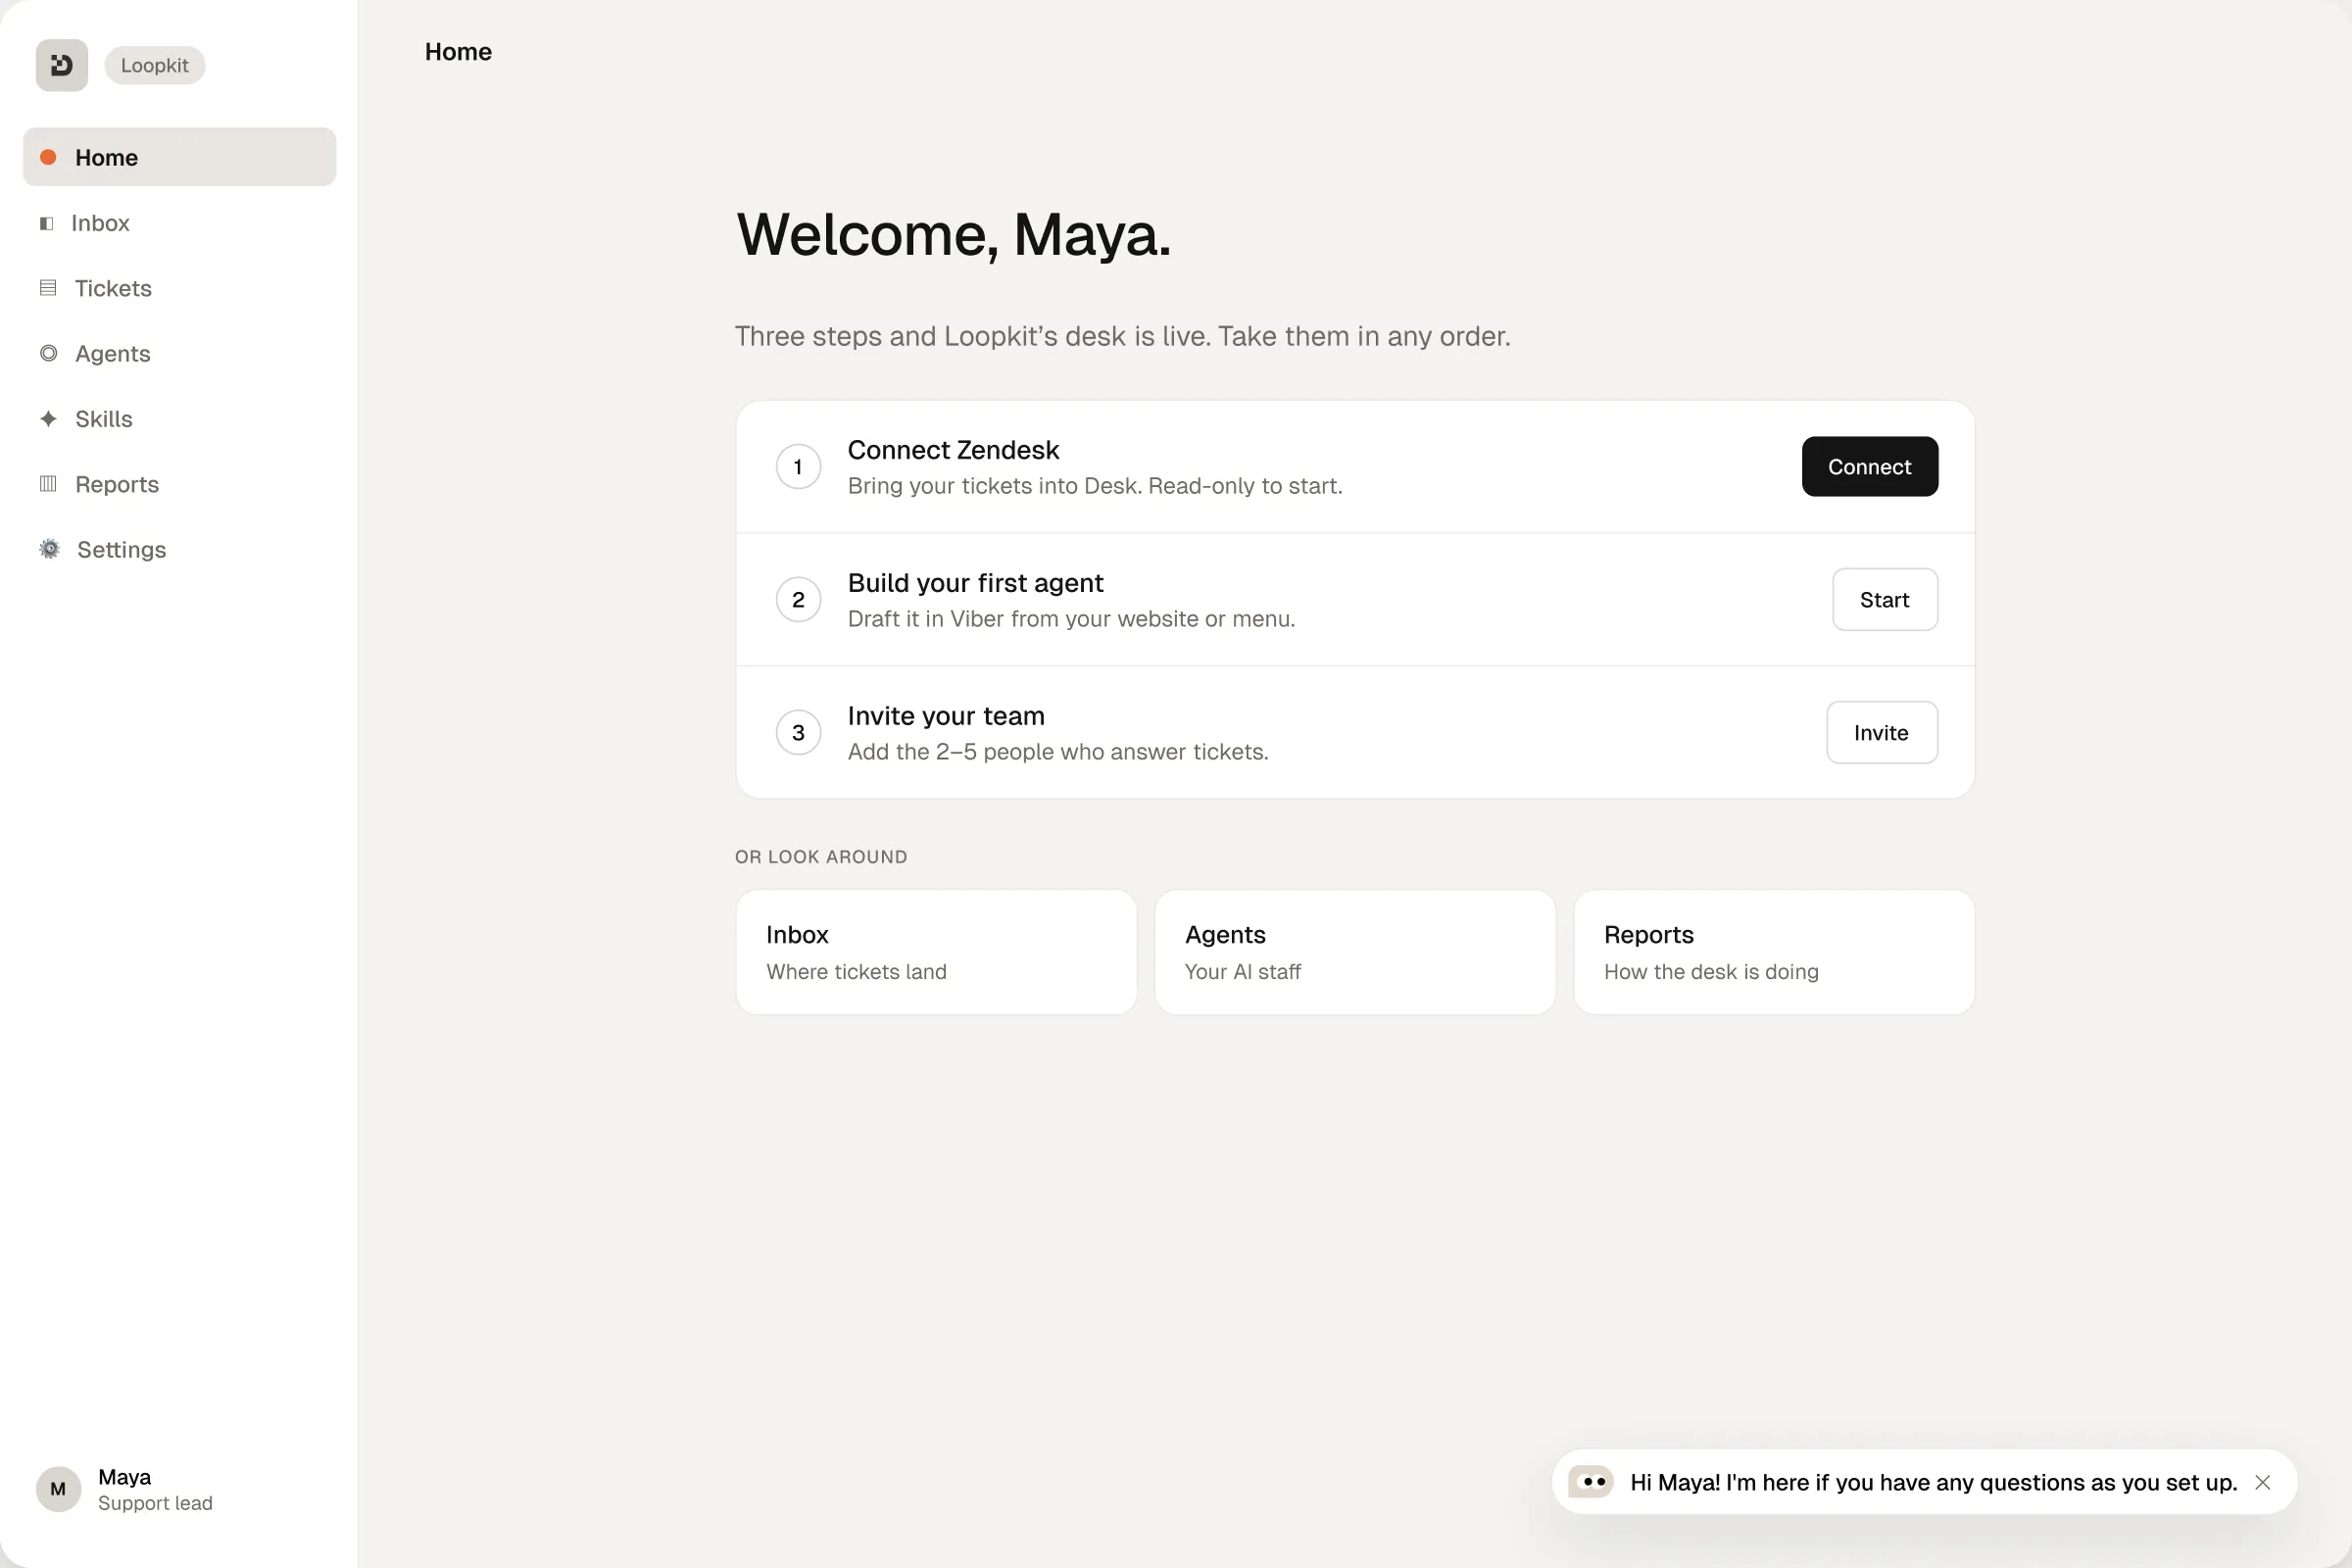 Loopkit
Home
Inbox
Tickets
Agents
Skills
Reports
Settings
Maya
Support lead
M
Home
Welcome, Maya.
Three steps and Loopkit’s desk is live. Take them in any order.
1
Connect Zendesk
Bring your tickets into Desk. Read-only to start.
Connect
2
Build your first agent
Draft it in Viber from your website or menu.
Start
3
Invite your team
Add the 2–5 people who answer tickets.
Invite
OR LOOK AROUND
Inbox
Where tickets land
Agents
Your AI staff
Reports
How the desk is doing
Hi Maya! I'm here if you have any questions as you set up.